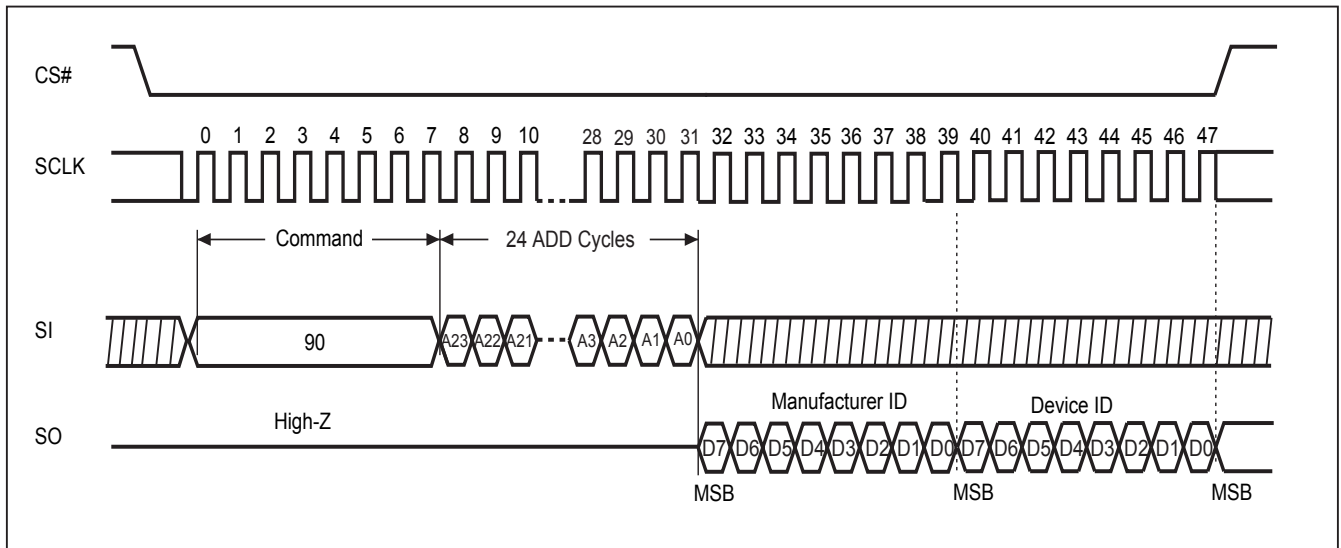 CS#
0 1 2 3 4 5 6 7 8 9 10 28 29 30 31 32 33 34 35 36 37 38 39 40 41 42 43 44 45 46 47
SCLK
Command 24 ADD Cycles
SI 90 A23 A22 A21 A3 A2 A1 A0
Manufacturer ID Device ID
High-Z
SO D7 D6 D5 D4 D3 D2 D1 D0 D7 D6 D5 D4 D3 D2 D1 D0
MSB MSB MSB